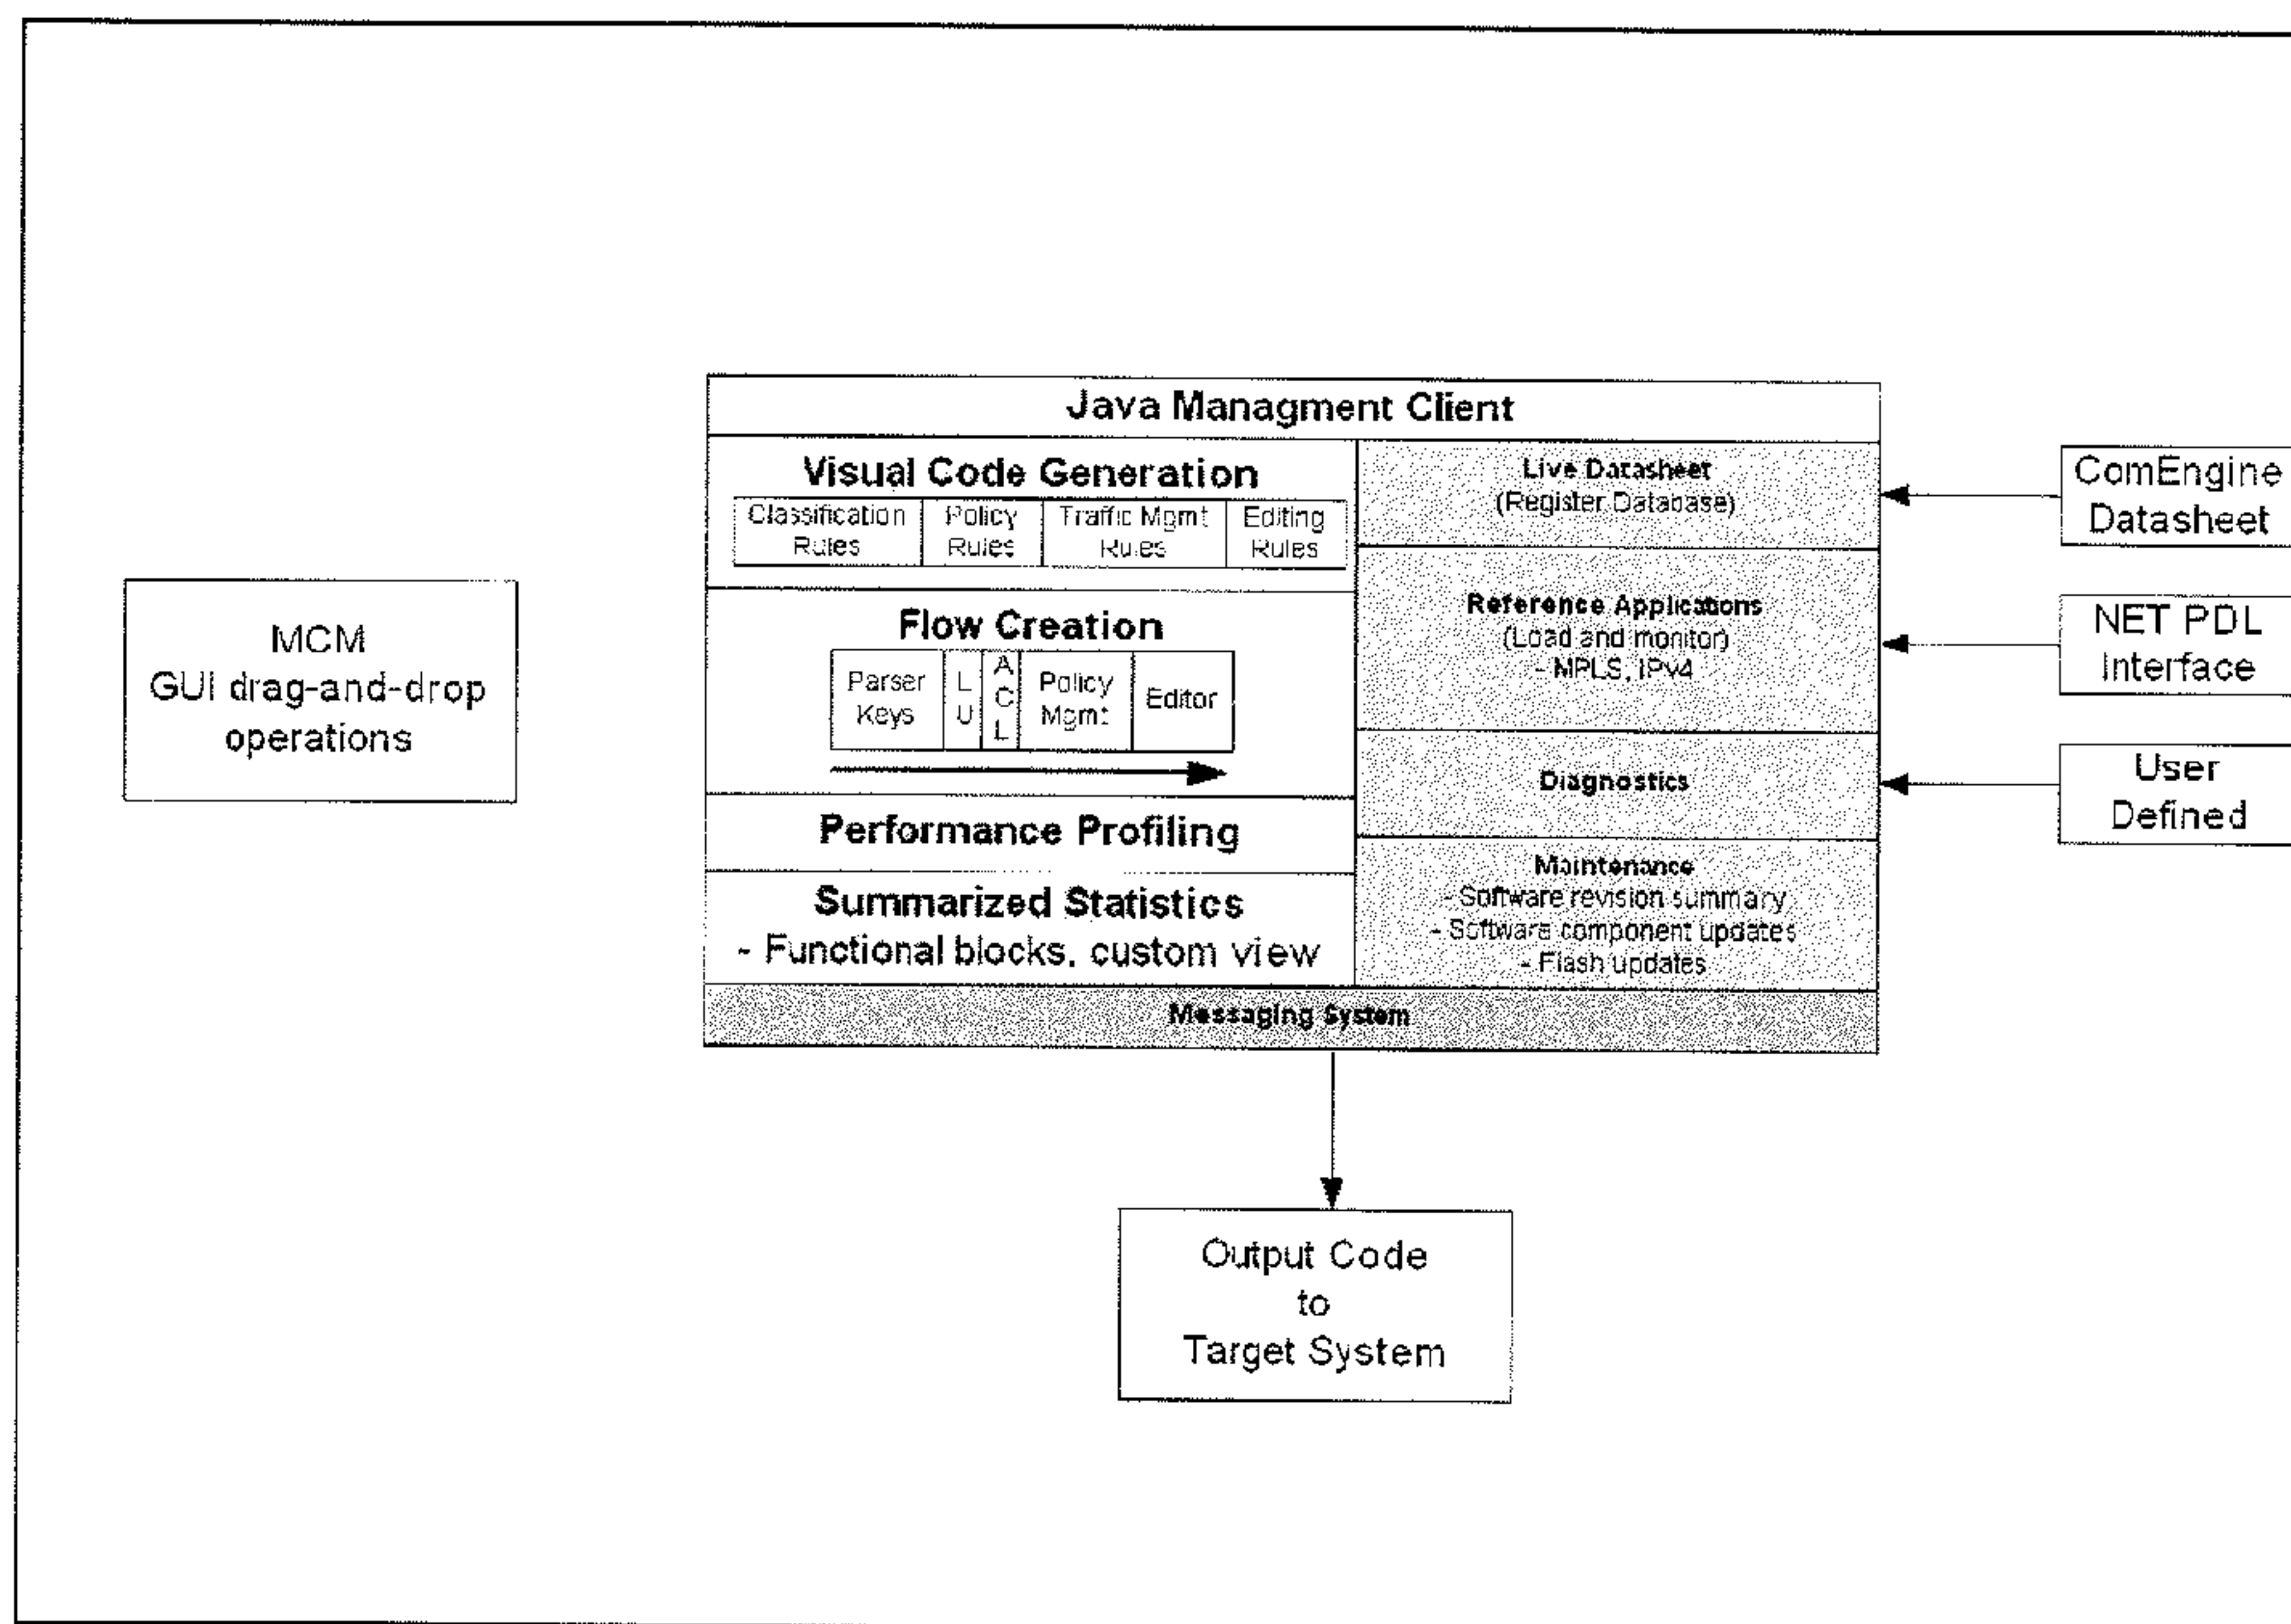 Java Managment Client
Visual Code Generation
Classification
Rules
Policy
Rules
Traffic Mgmt
Rules
Editing
Rules
Flow Creation
Parser
Keys
L
U
A
C
L
Policy
Mgmt
Editor
Performance Profiling
Summarized Statistics
- Functional blocks, custom view
Live Datasheet
(Register Database)
Reference Applications
(Load and monitor)
- MPLS, IPv4
Diagnostics
Maintenance
- Software revision summary
- Software component updates
- Flash updates
Messaging System
MCM
GUI drag-and-drop
operations
ComEngine
Datasheet
NET PDL
Interface
User
Defined
Output Code
to
Target System